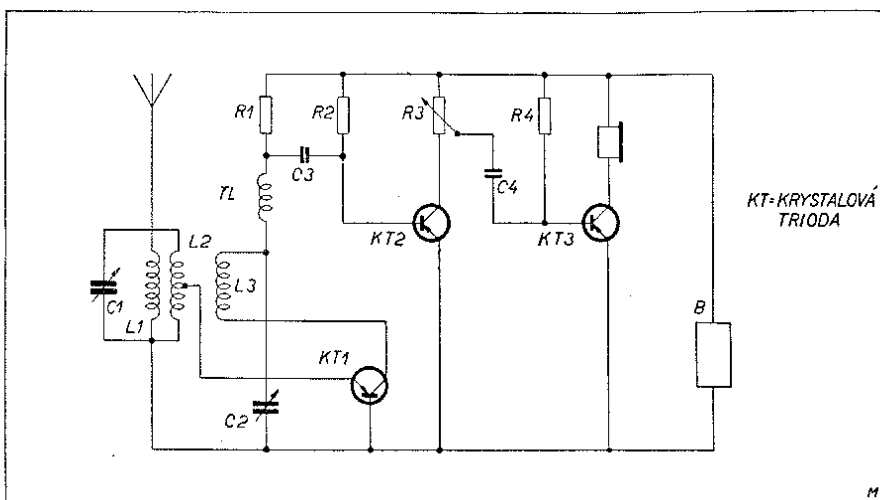 R1
R2
R3
R4
C3
C4
TL
KT2
KT3
KT=KRYSTALOVÁ
TRIODA
L2
C1
L1
L3
B
KT1
C2
M